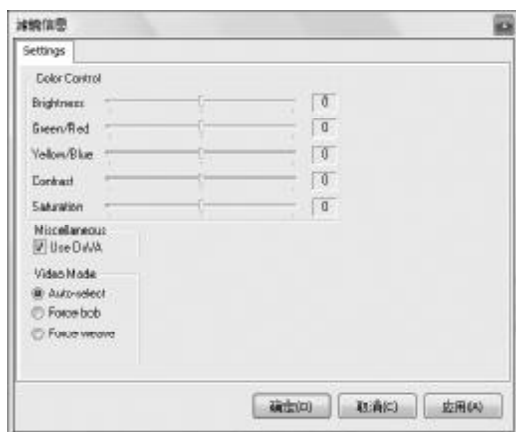 滤镜信息
Settings
Color Control
Brightness 0
Green/Red 0
Yellow/Blue 0
Contrast 0
Saturation 0
Miscellaneous
Use DxVA
Video Mode
Auto-select
Force bob
Force weave
确定(O) 取消(C) 应用(A)